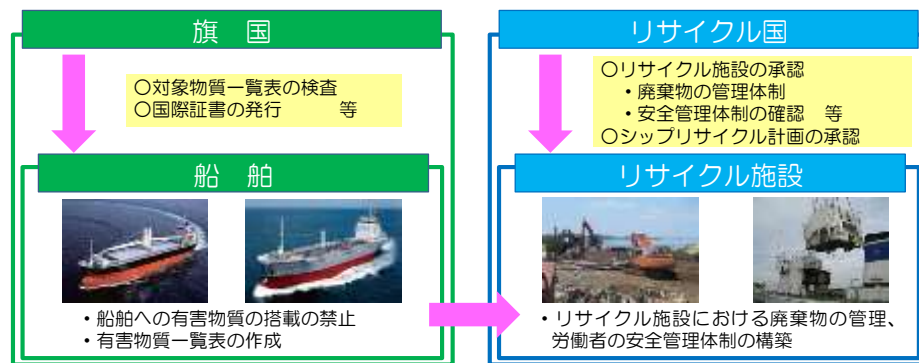 旗　国
○対象物質一覧表の検査
○国際証書の発行　　　等
船　舶
・船舶への有害物質の搭載の禁止
・有害物質一覧表の作成
リサイクル国
○リサイクル施設の承認
・廃棄物の管理体制
・安全管理体制の確認　等
○シップリサイクル計画の承認
リサイクル施設
・リサイクル施設における廃棄物の管理、
労働者の安全管理体制の構築